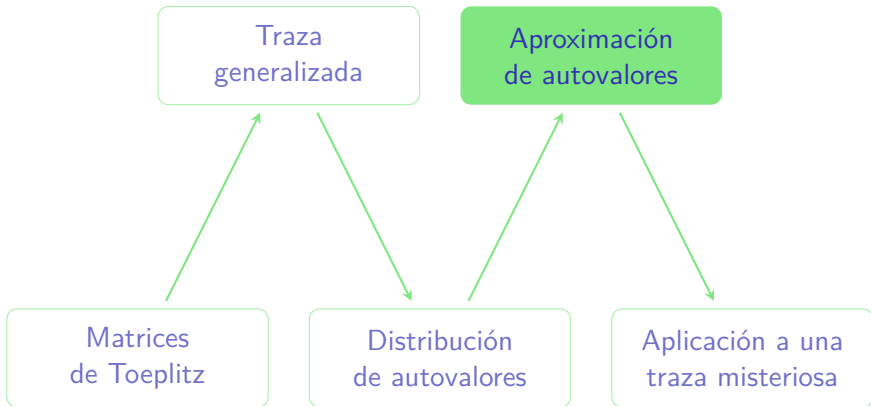 Traza
generalizada
Aproximación
de autovalores
Matrices
de Toeplitz
Distribución
de autovalores
Aplicación a una
traza misteriosa